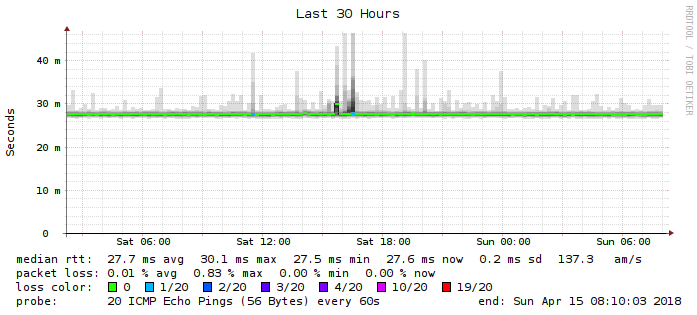 Last 30 Hours
RRDTOOL / TOBI OETIKER
Seconds
40 m
30 m
20 m
10 m
0
Sat 06:00 Sat 12:00 Sat 18:00 Sun 00:00 Sun 06:00
median rtt: 27.7 ms avg 30.1 ms max 27.5 ms min 27.6 ms now 0.2 ms sd 137.3 am/s
packet loss: 0.01 % avg 0.83 % max 0.00 % min 0.00 % now
loss color: 0 1/20 2/20 3/20 4/20 10/20 19/20
probe: 20 ICMP Echo Pings (56 Bytes) every 60s end: Sun Apr 15 08:10:03 2018